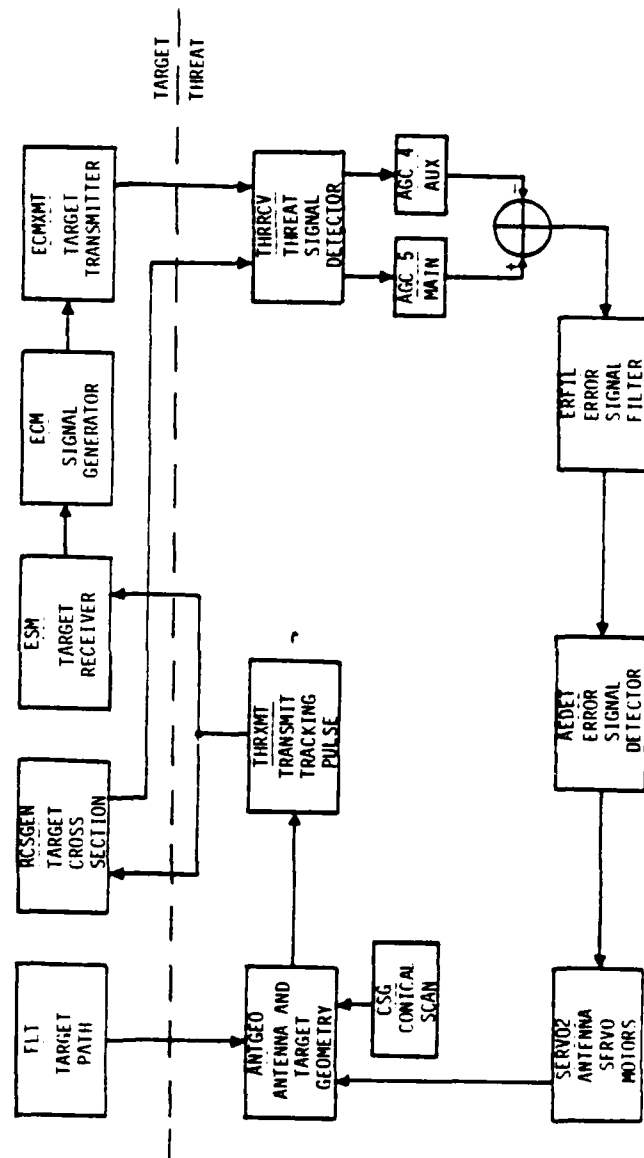 FLT
TARGET
PATH
RCSGEN
TARGET
CROSS
SECTION
ESM
TARGET
RECEIVER
ECM
SIGNAL
GENERATOR
ECMXMT
TARGET
TRANSMITTER
TARGET
THREAT
ANTGEO
ANTENNA AND
TARGET
GEOMETRY
THRXMT
TRANSMIT
TRACKING
PULSE
THRRCV
THREAT
SIGNAL
DETECTOR
CSG
CONICAL
SCAN
AGC 5
MAIN
AGC 4
AUX
+
-
SERVO2
ANTENNA
SERVO
MOTORS
AEDET
ERROR
SIGNAL
DETECTOR
ERFIL
ERROR
SIGNAL
FILTER